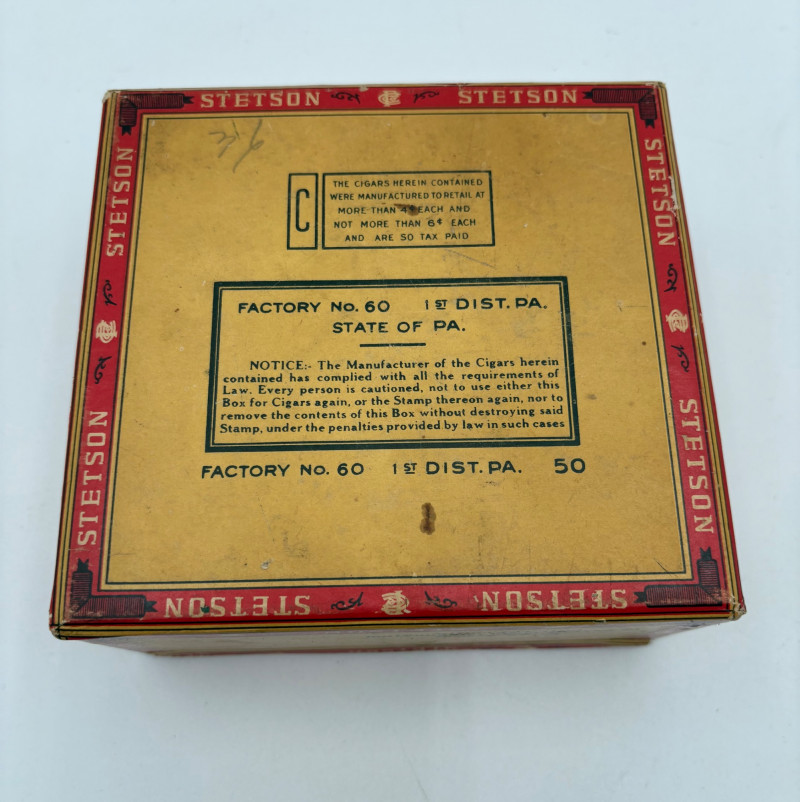 STETSON STETSON
STETSON
STETSON
C
THE CIGARS HEREIN CONTAINED
WERE MANUFACTURED TO RETAIL AT
MORE THAN 4¢ EACH AND
NOT MORE THAN 6¢ EACH
AND ARE SO TAX PAID
FACTORY No. 60 1ST DIST. PA.
STATE OF PA.
NOTICE:- The Manufacturer of the Cigars herein
contained has complied with all the requirements of
Law. Every person is cautioned, not to use either this
Box for Cigars again, or the Stamp thereon again, nor to
remove the contents of this Box without destroying said
Stamp, under the penalties provided by law in such cases
FACTORY No. 60 1ST DIST. PA. 50
STETSON
STETSON
STETSON STETSON